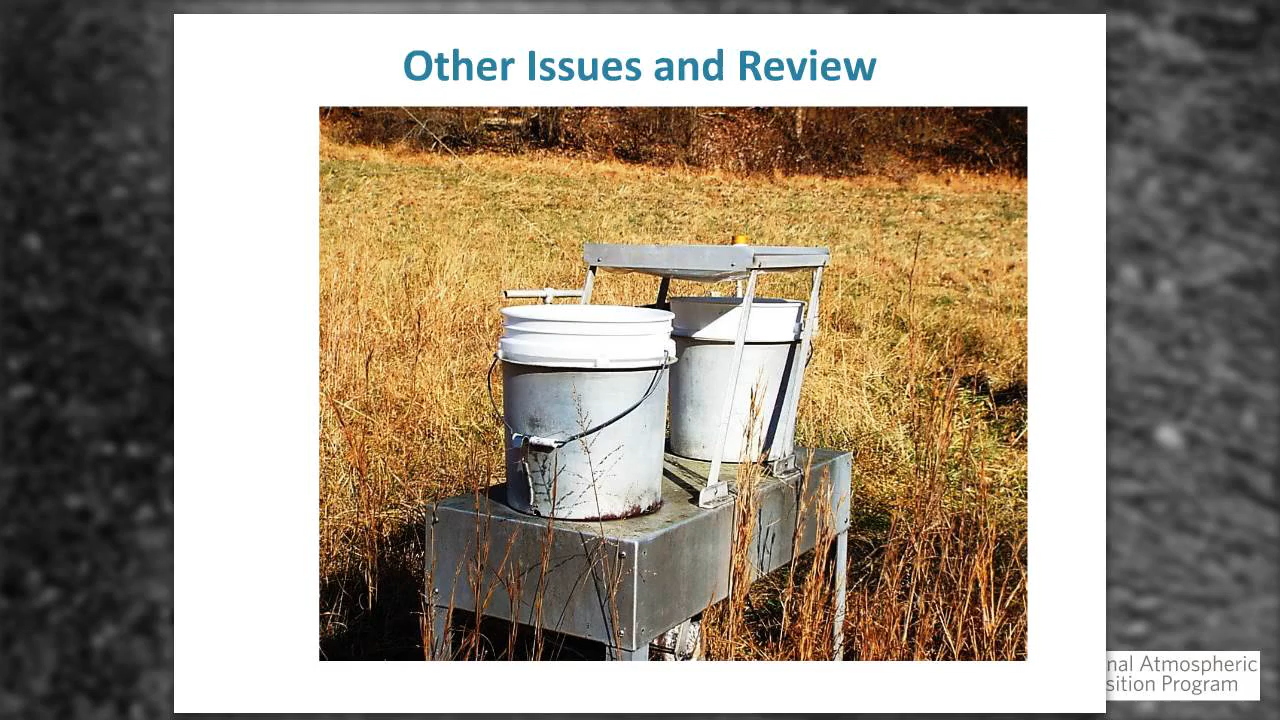 Other Issues and Review
nal Atmospheric
sition Program